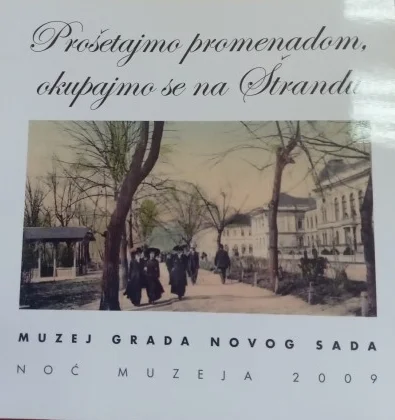 Prošetajmo promenadom,
okupajmo se na Štrandu
MUZEJ GRADA NOVOG SADA
NOĆ MUZEJA 2009